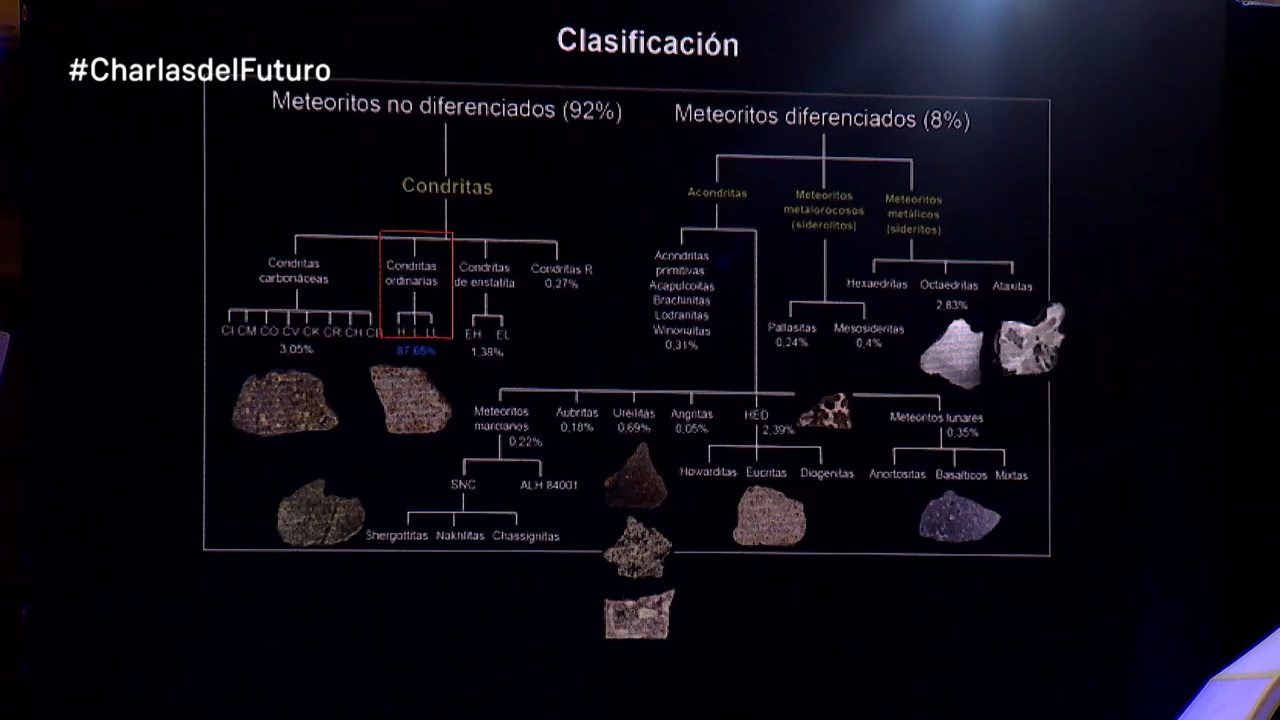 Clasificación
#CharlasdelFuturo
Meteoritos no diferenciados (92%)
Meteoritos diferenciados (8%)
Condritas
Acondritas
Meteoritos
metalorocosos
(siderolitos)
Meteoritos
metálicos
(sideritos)
Condritas
carbonáceas
Condritas
ordinarias
Condritas
de enstatita
Condritas R
0,27%
Acondritas
primitivas
Acapulcoitas
Brachinitas
Lodranitas
Winonaitas
0,31%
Hexaedritas
Octaedritas
Ataxitas
2,83%
CI CM CO CV CK CR CH
3,05%
H L LL
87,65%
EH EL
1,38%
Pallasitas
0,24%
Mesosideritas
0,4%
Meteoritos
marcianos
0,22%
Aubritas
0,18%
Ureilitas
0,69%
Angritas
0,05%
HED
2,39%
Meteoritos lunares
0,35%
Howarditas
Eucritas
Diogenitas
Anortositas
Basálticos
Mixtas
SNC
ALH 84001
Shergottitas
Nakhlitas
Chassignitas